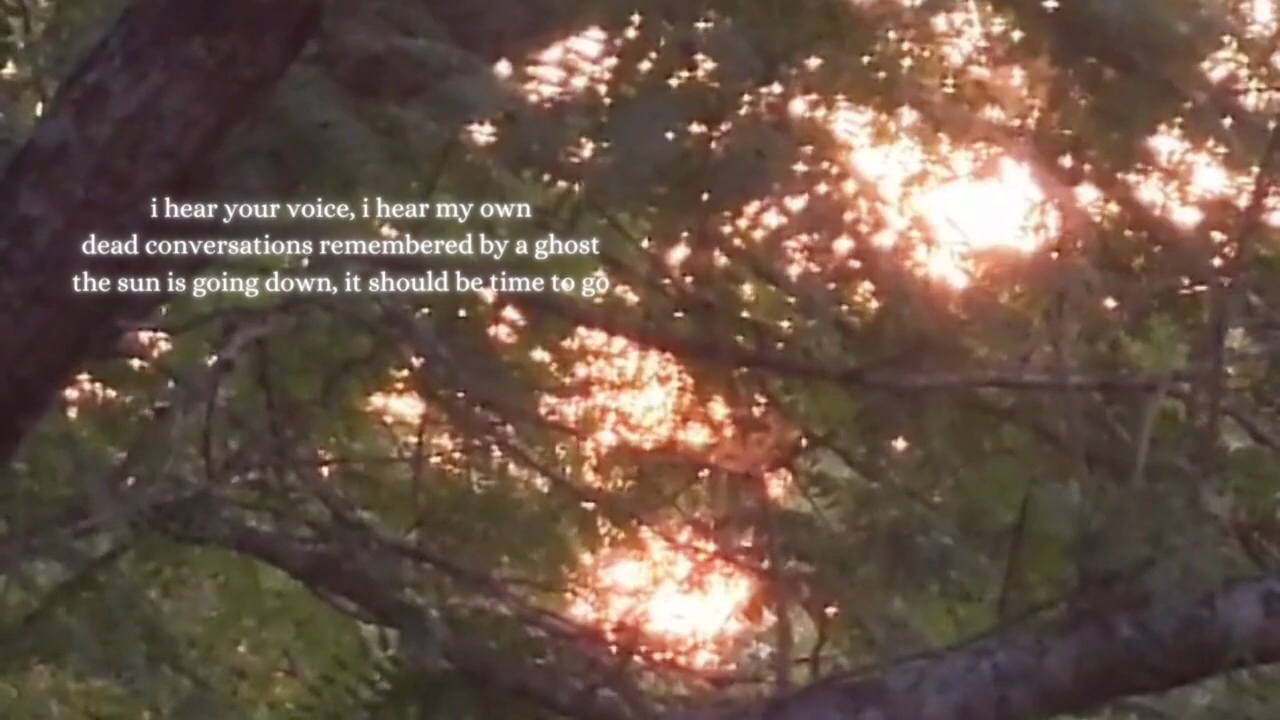 i hear your voice, i hear my own
dead conversations remembered by a ghost
the sun is going down, it should be time to go